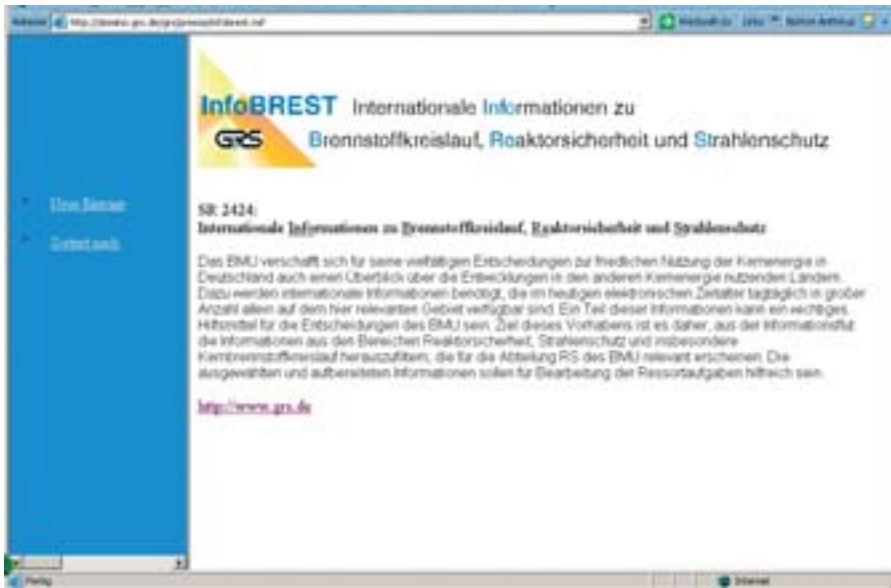 InfoBREST Internationale Informationen zu
GRS Brennstoffkreislauf, Reaktorsicherheit und Strahlenschutz
SR 2424:
Internationale Informationen zu Brennstoffkreislauf, Reaktorsicherheit und Strahlenschutz
Das BMU verschafft sich für seine vielfältigen Entscheidungen zur friedlichen Nutzung der Kernenergie in
Deutschland auch einen Überblick über die Entwicklungen in den anderen Kernenergie nutzenden Ländern.
Dazu werden internationale Informationen benötigt, die im heutigen elektronischen Zeitalter tagtäglich in großer
Anzahl allein auf dem hier relevanten Gebiet verfügbar sind. Ein Teil dieser Informationen kann ein wichtiges
Hilfsmittel für die Entscheidungen des BMU sein. Ziel dieses Vorhabens ist es daher, aus der Informationsflut
die Informationen aus den Bereichen Reaktorsicherheit, Strahlenschutz und insbesondere
Kernbrennstoffkreislauf herauszufiltern, die für die Abteilung RS des BMU relevant erscheinen. Die
ausgewählten und aufbereiteten Informationen sollen für Bearbeitung der Ressortaufgaben hilfreich sein.
http://www.grs.de
Fertig
Internet